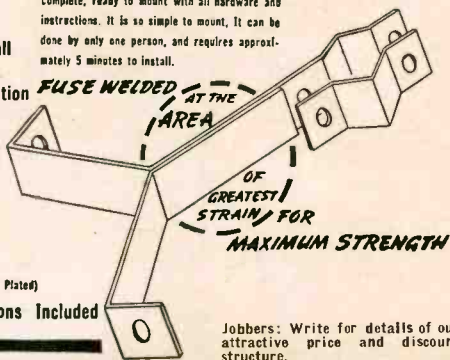 complete, ready to mount with all hardware and
instructions. It is so simple to mount, It can be
done by only one person, and requires approxi-
mately 5 minutes to install.
all
tion
FUSE WELDED
AT THE
AREA
OF
GREATEST
STRAIN FOR
MAXIMUM STRENGTH
Plated)
ons Included
Jobbers: Write for details of ou
attractive price and discoun
structure.